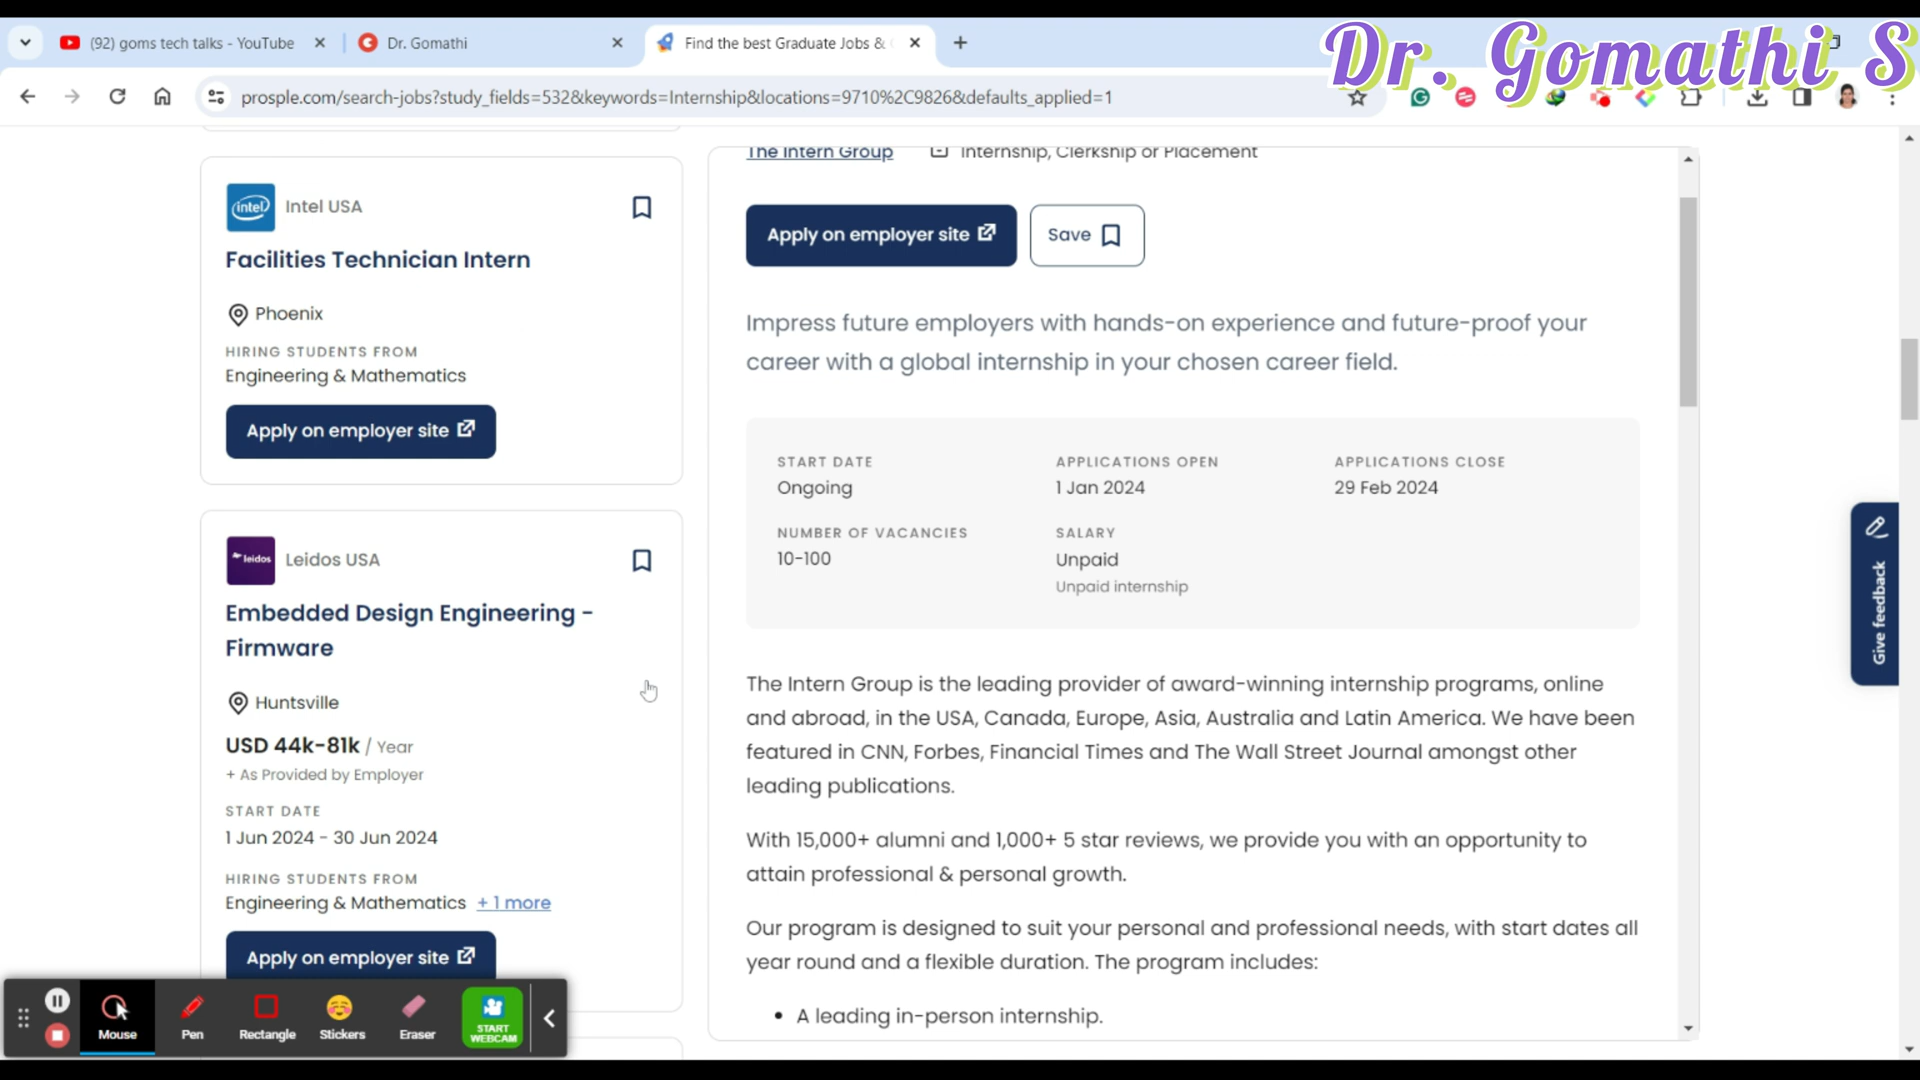 (92) goms tech talks - YouTube
Dr. Gomathi
Find the best Graduate Jobs &
Dr. Gomathi S
prosple.com/search-jobs?study_fields=532&keywords=Internship&locations=9710%2C9826&defaults_applied=1
intel
Intel USA
Facilities Technician Intern
Phoenix
HIRING STUDENTS FROM
Engineering & Mathematics
Apply on employer site
leidos
Leidos USA
Embedded Design Engineering -
Firmware
Huntsville
USD 44k-81k / Year
+ As Provided by Employer
START DATE
1 Jun 2024 - 30 Jun 2024
HIRING STUDENTS FROM
Engineering & Mathematics + 1 more
Apply on employer site
The Intern Group
Internship, Clerkship or Placement
Apply on employer site
Save
Impress future employers with hands-on experience and future-proof your
career with a global internship in your chosen career field.
START DATE
Ongoing
APPLICATIONS OPEN
1 Jan 2024
APPLICATIONS CLOSE
29 Feb 2024
NUMBER OF VACANCIES
10-100
SALARY
Unpaid
Unpaid internship
The Intern Group is the leading provider of award-winning internship programs, online
and abroad, in the USA, Canada, Europe, Asia, Australia and Latin America. We have been
featured in CNN, Forbes, Financial Times and The Wall Street Journal amongst other
leading publications.
With 15,000+ alumni and 1,000+ 5 star reviews, we provide you with an opportunity to
attain professional & personal growth.
Our program is designed to suit your personal and professional needs, with start dates all
year round and a flexible duration. The program includes:
• A leading in-person internship.
Give feedback
Mouse
Pen
Rectangle
Stickers
Eraser
START
WEBCAM